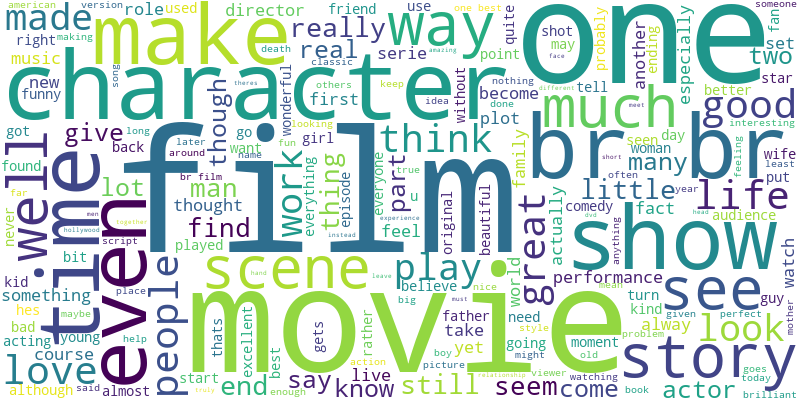 film
movie
one
character
br br
show
make
time
even
story
scene
way
much
well
see
life
great
good
look
love
people
play
think
little
made
really
work
find
man
lot
give
end
say
know
still
seem
come
actor
many
two
part
thing
real
role
director
friend
use
one best
quite
fan
shot
may
probably
another
ending
especially
set
star
someone
american
version
making
used
right
music
new
funny
song
death
classic
others
first
serie
point
without
become
plot
nothing
done
idea
keep
amazing
face
different
meet
tell
better
interesting
though
wonderful
looking
girl
fun
go
want
later
around
name
br film
thought
played
everything
episode
everyone
true
u
feel
experience
instead
original
beautiful
family
seen
day
woman
wife
least
put
often
short
year
feeling
comedy
fact
audience
actually
anything
dvd
head
world
performance
watch
turn
kind
alway
guy
mother
given
perfect
problem
goes
today
brilliant
book
mean
need
nice
style
going
might
moment
old
viewer
watching
relationship
must
leave
believe
big
father
take
yet
boy
picture
action
rather
gets
live
best
excellent
thats
hand
start
enough
truly
almost
course
although
said
place
help
young
acting
maybe
bad
hes
bit
something
kid
script
hollywood
together
men
never
far
found
back
long
got
theres